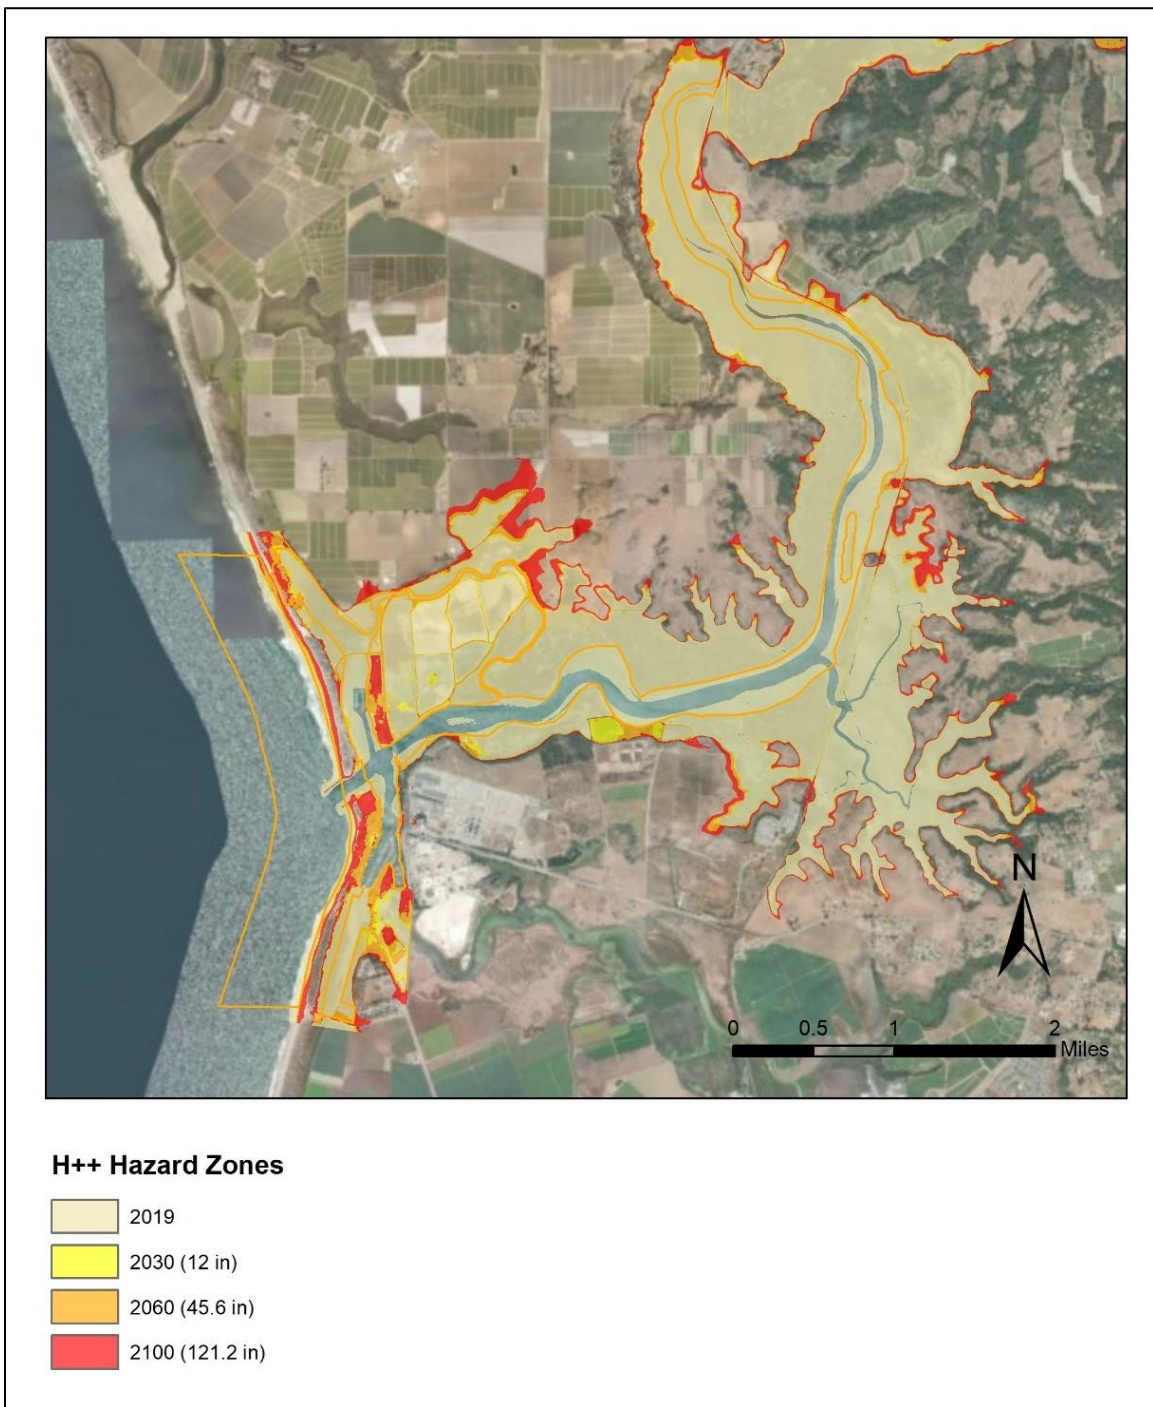 N
0 0.5 1 2
Miles
H++ Hazard Zones
2019
2030 (12 in)
2060 (45.6 in)
2100 (121.2 in)